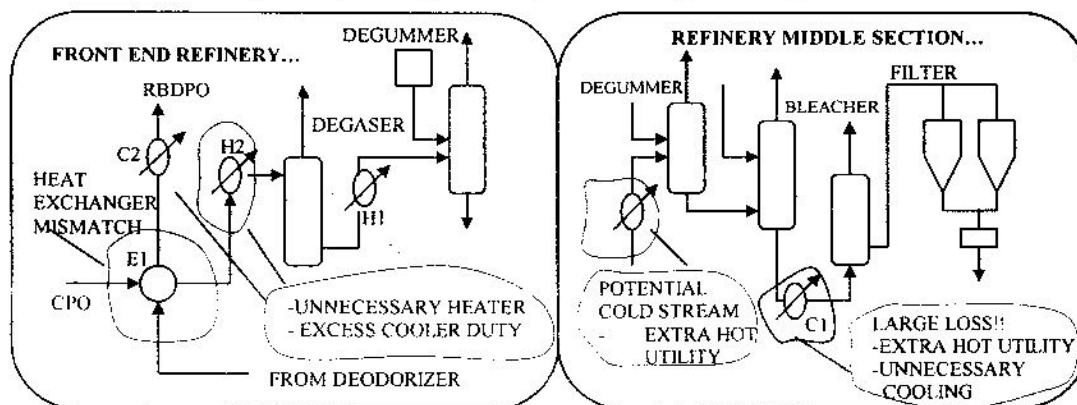 FRONT END REFINERY...
DEGUMMER
RBDPO
C2
H2
DEGASER
H1
HEAT
EXCHANGER
MISMATCH
E1
CPO
-UNNECESSARY HEATER
- EXCESS COOLER DUTY
FROM DEODORIZER
REFINERY MIDDLE SECTION...
FILTER
DEGUMMER
BLEACHER
POTENTIAL
COLD STREAM
- EXTRA HOT
UTILITY
C1
LARGE LOSS!!
-EXTRA HOT UTILITY
-UNNECESSARY
COOLING